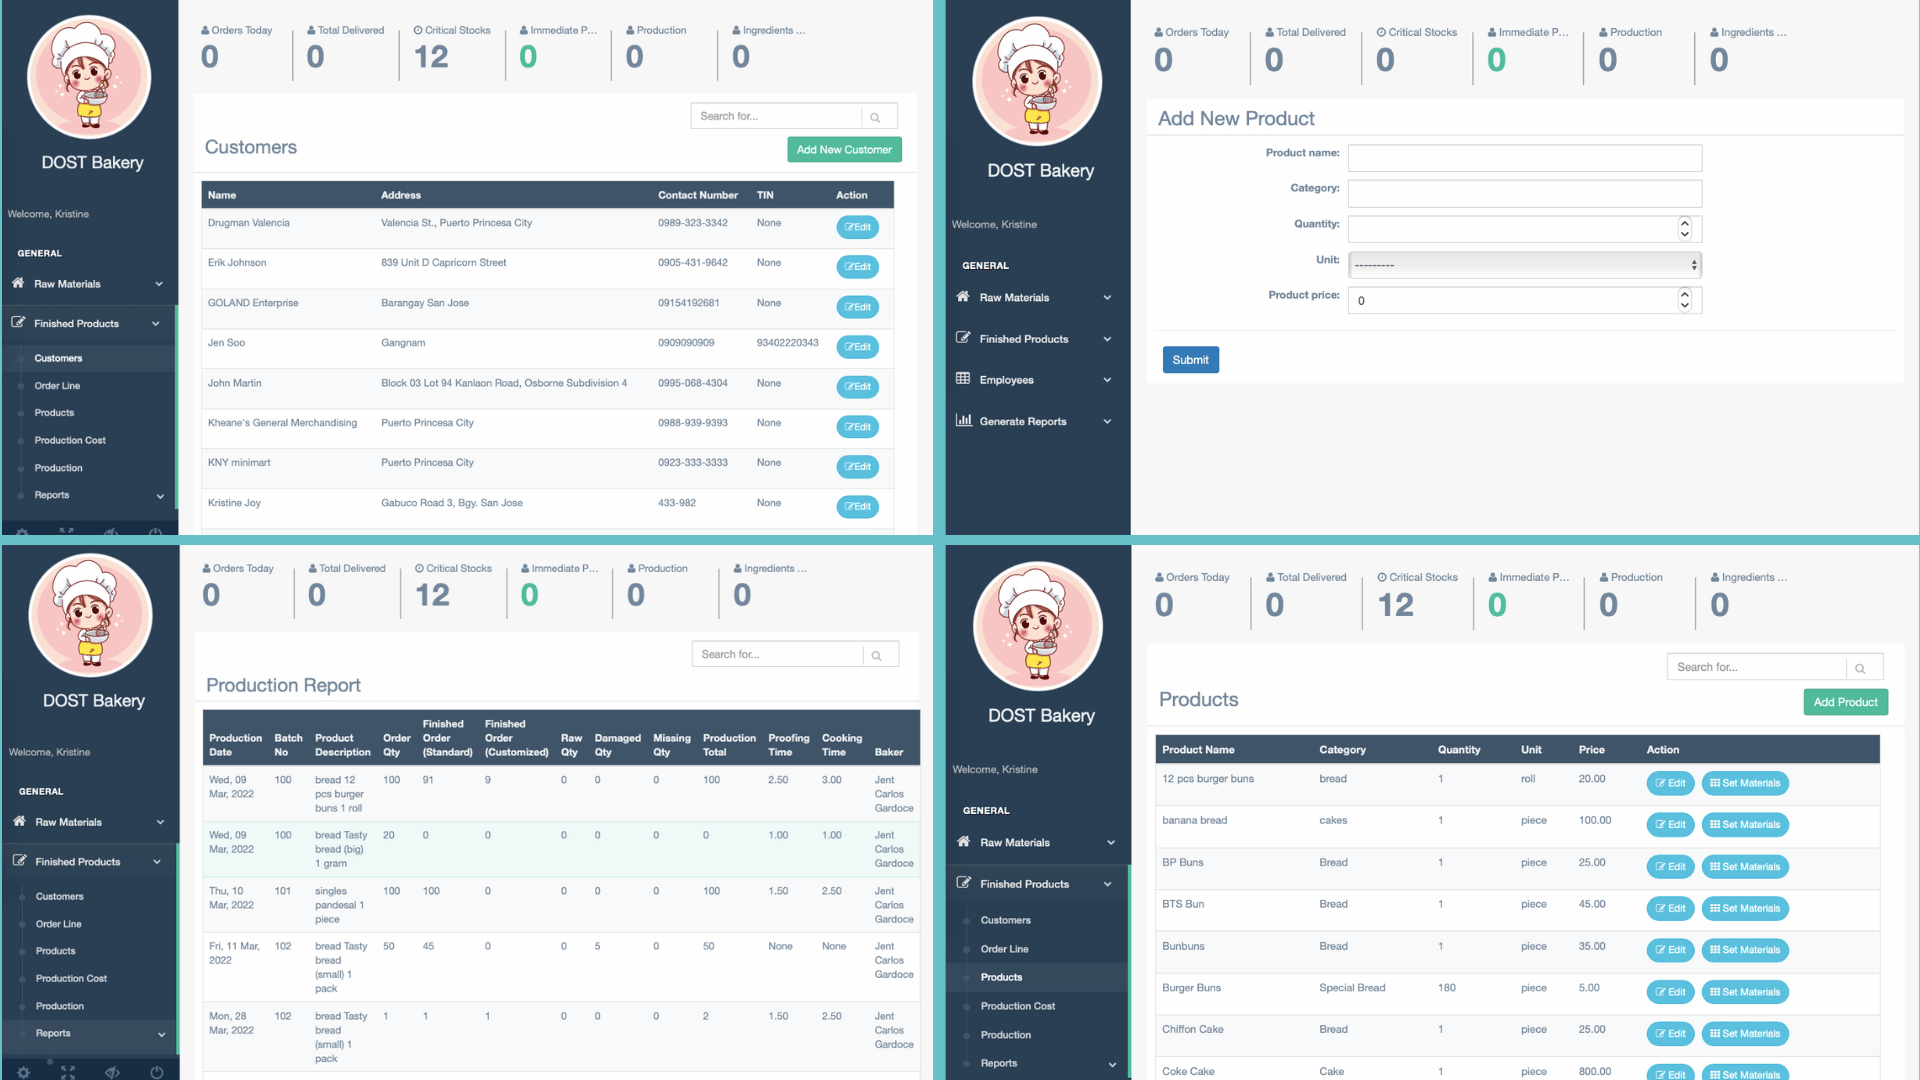 Orders Today Total Delivered Critical Stocks Immediate P... Production Ingredients ...
0 0 12 0 0 0
DOST Bakery
Welcome, Kristine
GENERAL
Raw Materials
Finished Products
Customers
Order Line
Products
Production Cost
Production
Reports
Search for...
Customers
Add New Customer
Name Address Contact Number TIN Action
Drugman Valencia Valencia St., Puerto Princesa City 0989-323-3342 None Edit
Erik Johnson 839 Unit D Capricorn Street 0905-431-9642 None Edit
GOLAND Enterprise Barangay San Jose 09154192681 None Edit
Jen Soo Gangnam 0909090909 93402220343 Edit
John Martin Block 03 Lot 94 Kanlaon Road, Osborne Subdivision 4 0995-068-4304 None Edit
Kheane's General Merchandising Puerto Princesa City 0988-939-9393 None Edit
KNY minimart Puerto Princesa City 0923-333-3333 None Edit
Kristine Joy Gabuco Road 3, Bgy. San Jose 433-982 None Edit
Orders Today Total Delivered Critical Stocks Immediate P... Production Ingredients ...
0 0 0 0 0 0
DOST Bakery
Welcome, Kristine
GENERAL
Raw Materials
Finished Products
Employees
Generate Reports
Add New Product
Product name:
Category:
Quantity:
Unit: ---------
Product price: 0
Submit
Orders Today Total Delivered Critical Stocks Immediate P... Production Ingredients ...
0 0 12 0 0 0
DOST Bakery
Welcome, Kristine
GENERAL
Raw Materials
Finished Products
Customers
Order Line
Products
Production Cost
Production
Reports
Search for...
Production Report
Production Date Batch No Product Description Order Qty Finished Order (Standard) Finished Order (Customized) Raw Qty Damaged Qty Missing Qty Production Total Proofing Time Cooking Time Baker
Wed, 09 Mar, 2022 100 bread 12 pcs burger buns 1 roll 100 91 9 0 0 0 100 2.50 3.00 Jent Carlos Gardoce
Wed, 09 Mar, 2022 100 bread Tasty bread (big) 1 gram 20 0 0 0 0 0 0 1.00 1.00 Jent Carlos Gardoce
Thu, 10 Mar, 2022 101 singles pandesal 1 piece 100 100 0 0 0 0 100 1.50 2.50 Jent Carlos Gardoce
Fri, 11 Mar, 2022 102 bread Tasty bread (small) 1 pack 50 45 0 0 5 0 50 None None Jent Carlos Gardoce
Mon, 28 Mar, 2022 102 bread Tasty bread (small) 1 pack 1 1 1 0 0 0 2 1.50 2.50 Jent Carlos Gardoce
Orders Today Total Delivered Critical Stocks Immediate P... Production Ingredients ...
0 0 12 0 0 0
DOST Bakery
Welcome, Kristine
GENERAL
Raw Materials
Finished Products
Customers
Order Line
Products
Production Cost
Production
Reports
Search for...
Products
Add Product
Product Name Category Quantity Unit Price Action
12 pcs burger buns bread 1 roll 20.00 Edit Set Materials
banana bread cakes 1 piece 100.00 Edit Set Materials
BP Buns Bread 1 piece 25.00 Edit Set Materials
BTS Bun Bread 1 piece 45.00 Edit Set Materials
Bunbuns Bread 1 piece 35.00 Edit Set Materials
Burger Buns Special Bread 180 piece 5.00 Edit Set Materials
Chiffon Cake Bread 1 piece 25.00 Edit Set Materials
Coke Cake Cake 1 piece 800.00 Edit Set Materials